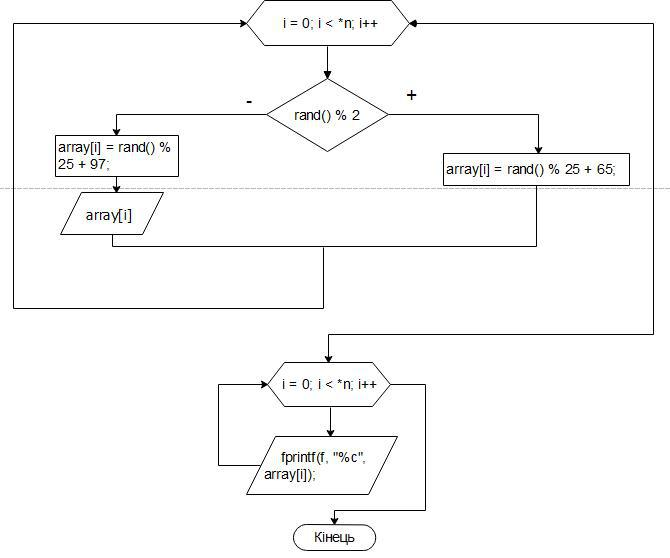 i = 0; i < *n; i++
-
+
rand() % 2
array[i] = rand() %
25 + 97;
array[i] = rand() % 25 + 65;
array[i]
i = 0; i < *n; i++
fprintf(f, "%c",
array[i]);
Кінець